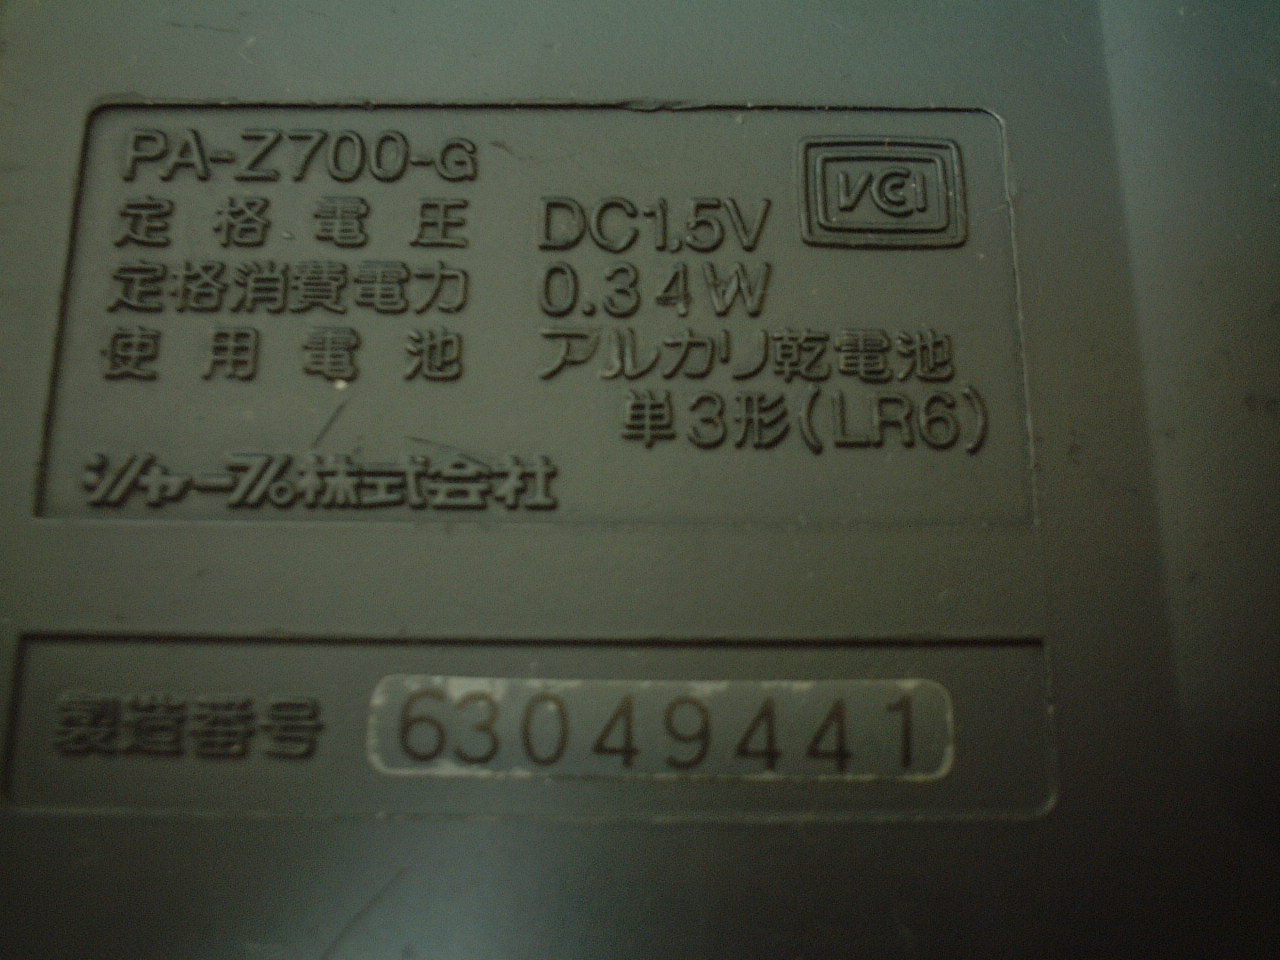 PA-Z700-G
定格電圧 DC1.5V
VCCI
定格消費電力 0.34W
使用電池 アルカリ乾電池
単3形(LR6)
シャープ株式会社
製造番号 63049441